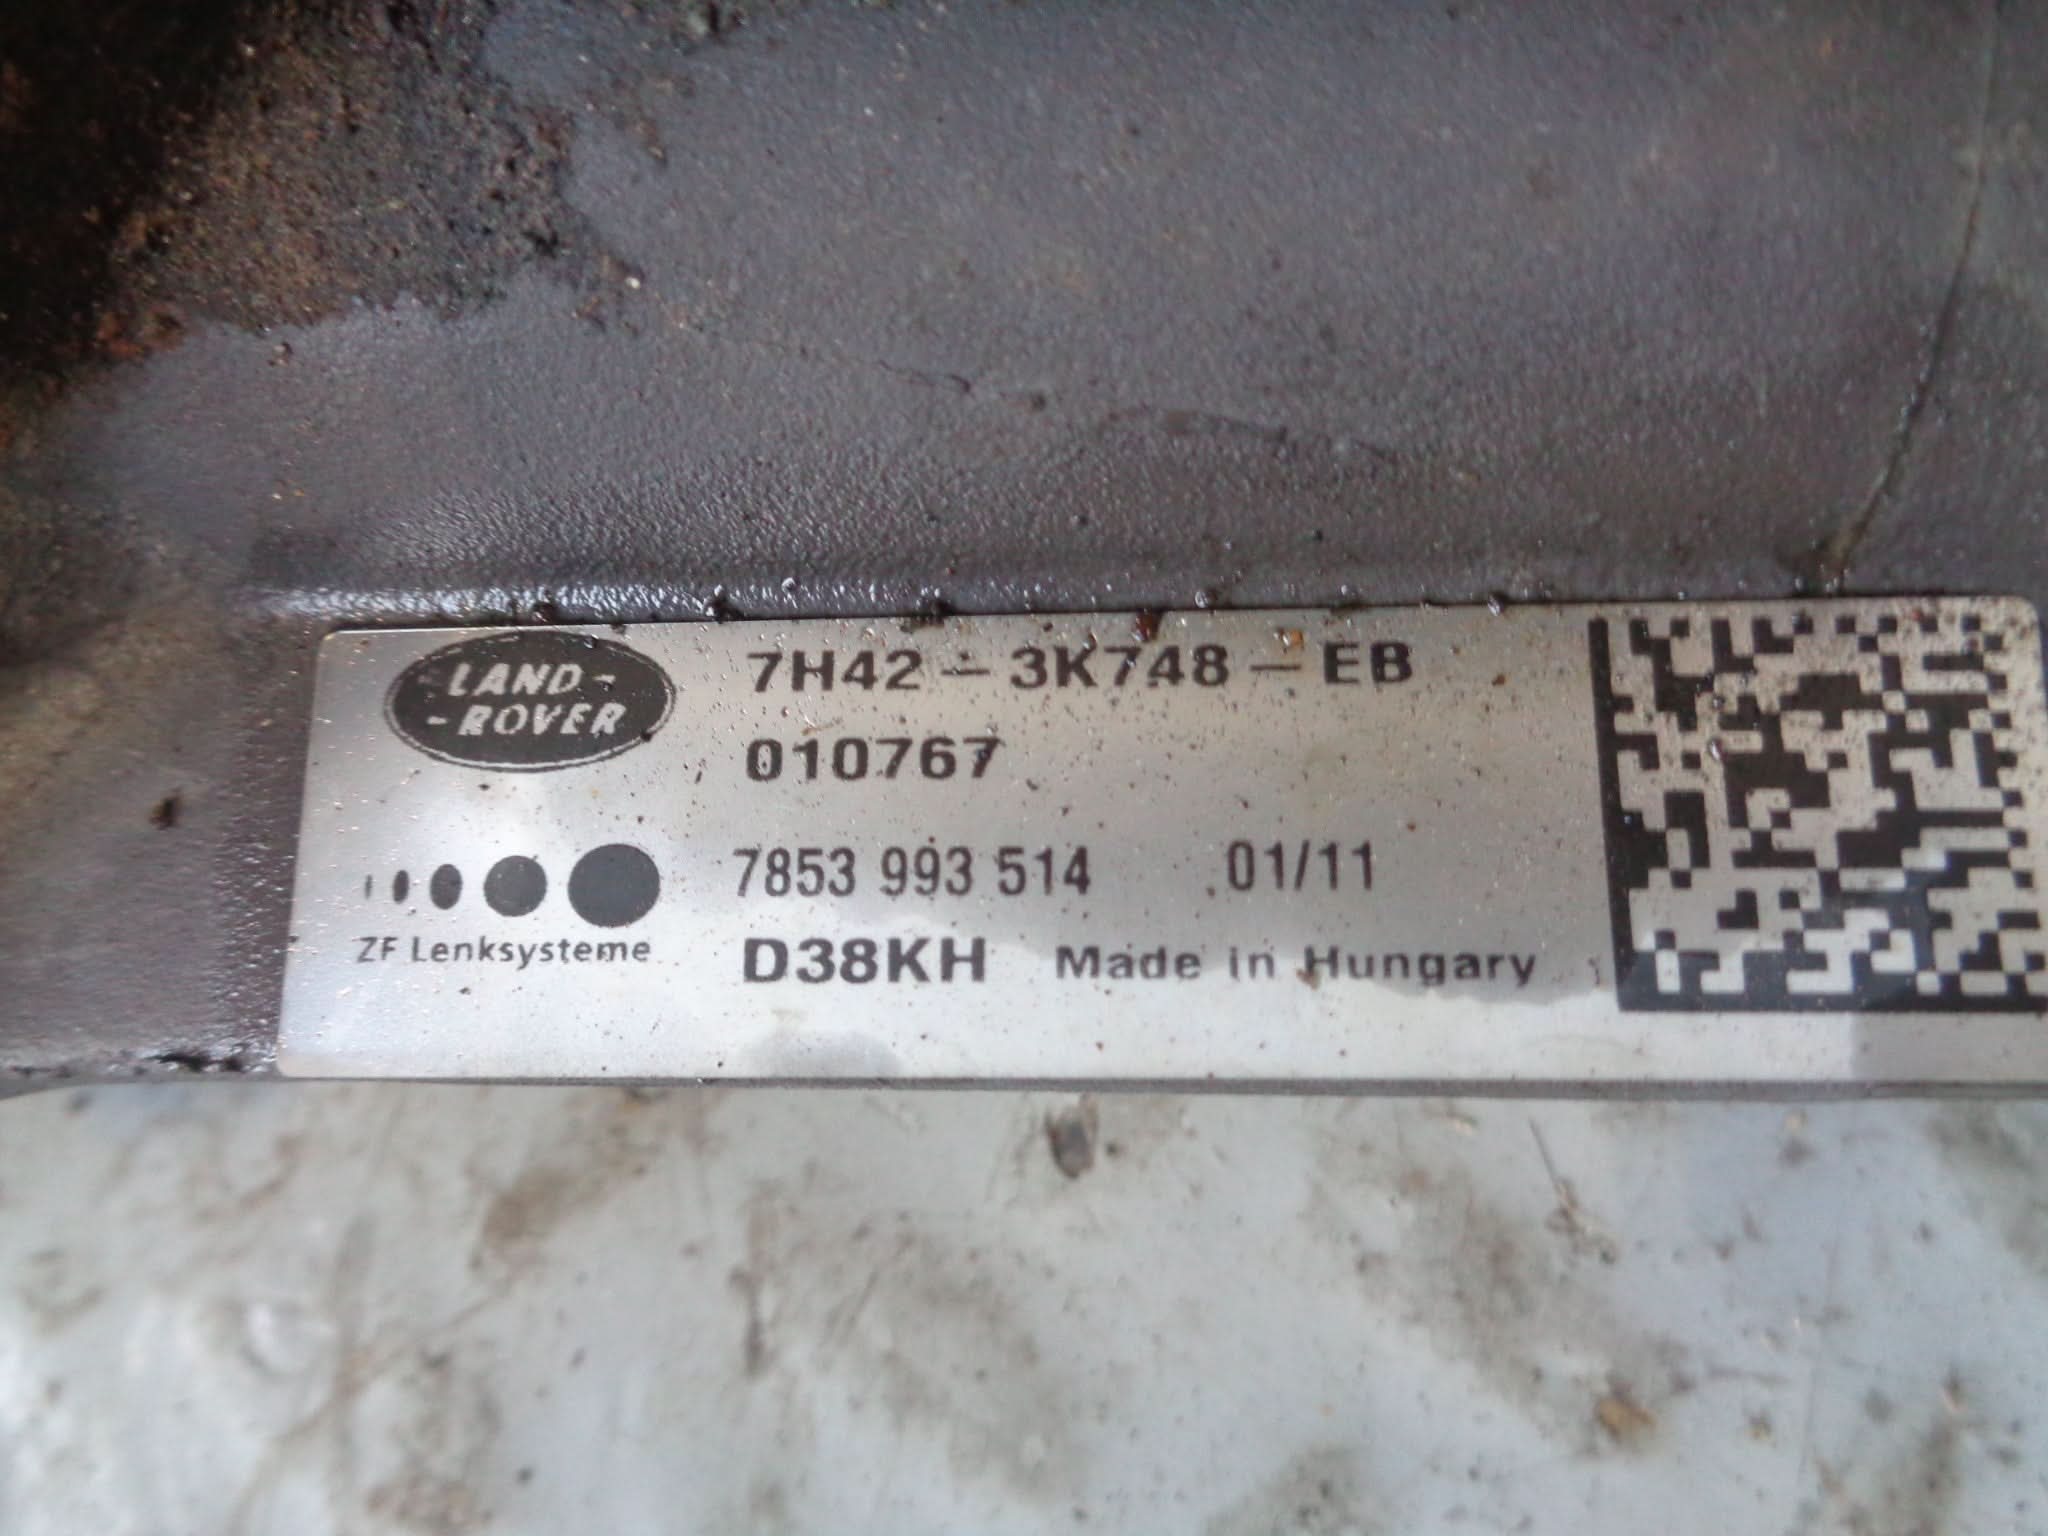 LAND-
-ROVER
7H42-3K748-EB
010767
7853 993 514 01/11
ZF Lenksysteme
D38KH Made in Hungary